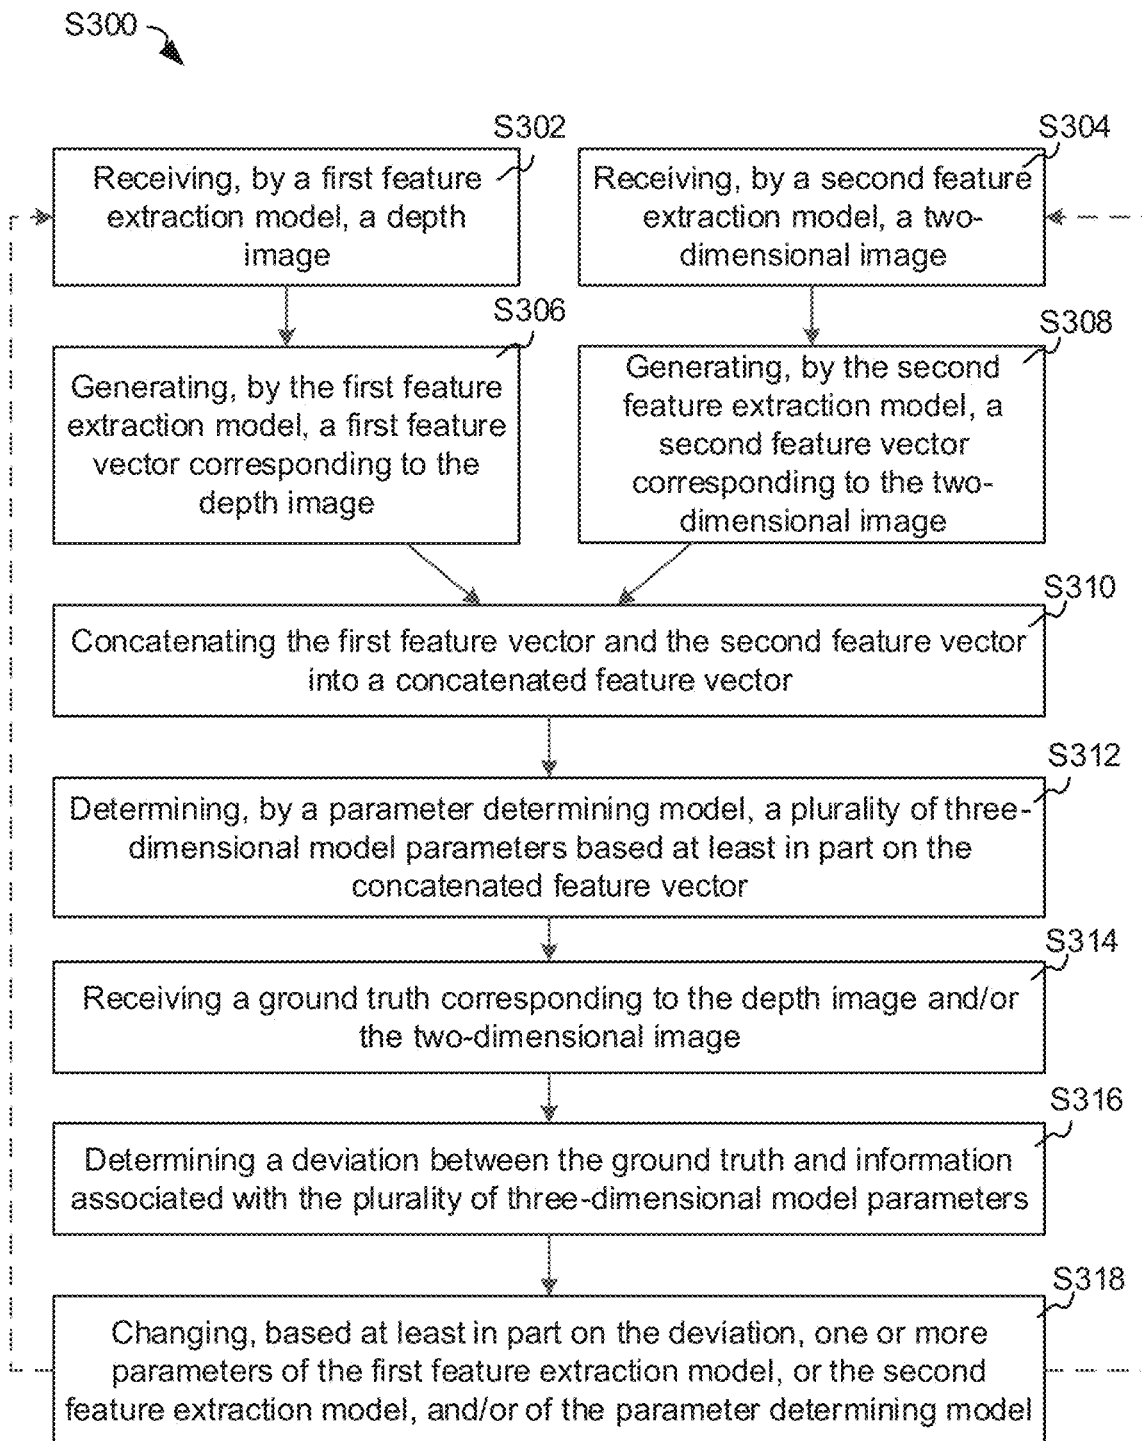 S300
S302
Receiving, by a first feature
extraction model, a depth
image
S304
Receiving, by a second feature
extraction model, a two-
dimensional image
S306
Generating, by the first feature
extraction model, a first feature
vector corresponding to the
depth image
S308
Generating, by the second
feature extraction model, a
second feature vector
corresponding to the two-
dimensional image
S310
Concatenating the first feature vector and the second feature vector
into a concatenated feature vector
S312
Determining, by a parameter determining model, a plurality of three-
dimensional model parameters based at least in part on the
concatenated feature vector
S314
Receiving a ground truth corresponding to the depth image and/or
the two-dimensional image
S316
Determining a deviation between the ground truth and information
associated with the plurality of three-dimensional model parameters
S318
Changing, based at least in part on the deviation, one or more
parameters of the first feature extraction model, or the second
feature extraction model, and/or of the parameter determining model